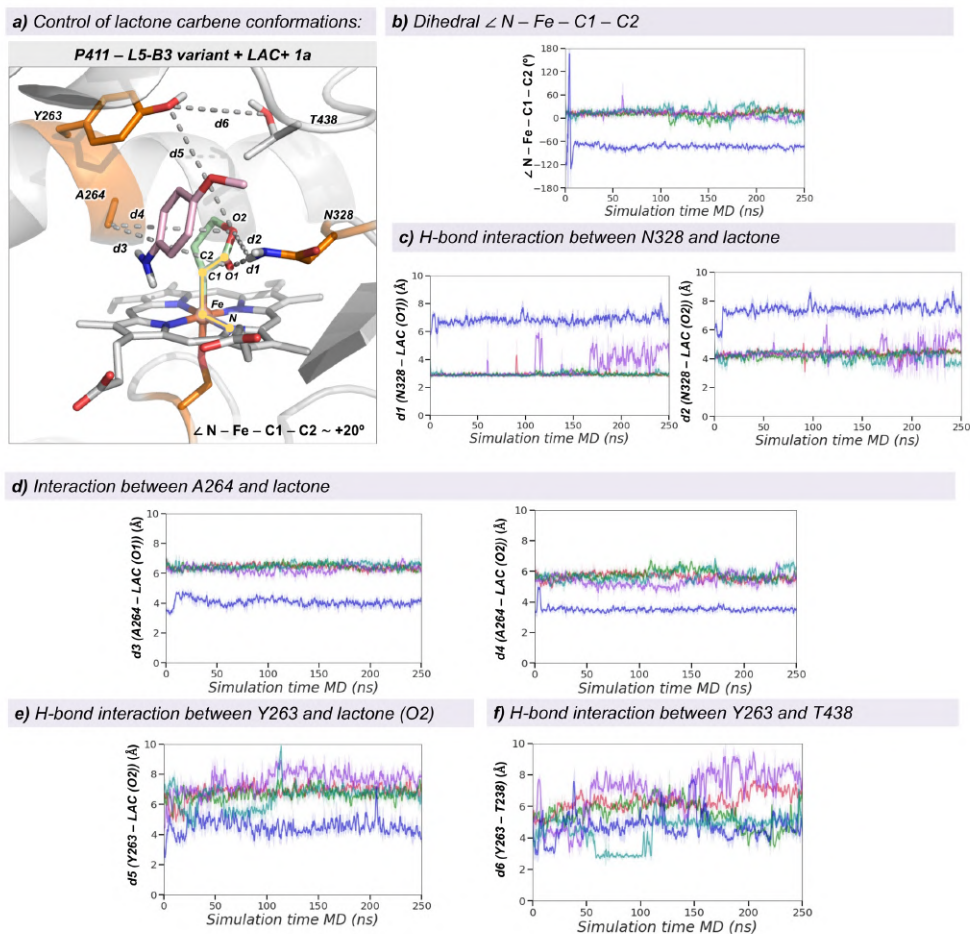 a) Control of lactone carbene conformations:
P411 – L5-B3 variant + LAC+ 1a
Y263
T438
d6
d5
A264
d4
d3
O2
N328
d2
d1
C2
C1
O1
Fe
N
∠ N – Fe – C1 – C2 ~ +20º
b) Dihedral ∠ N – Fe – C1 – C2
∠ N – Fe – C1 – C2 (º)
180
120
60
0
-60
-120
-180
0 50 100 150 200 250
Simulation time MD (ns)
c) H-bond interaction between N328 and lactone
d1 (N328 – LAC (O1)) (Å)
10
8
6
4
2
0
0 50 100 150 200 250
Simulation time MD (ns)
d2 (N328 – LAC (O2)) (Å)
10
8
6
4
2
0
0 50 100 150 200 250
Simulation time MD (ns)
d) Interaction between A264 and lactone
d3 (A264 – LAC (O1)) (Å)
10
8
6
4
2
0
0 50 100 150 200 250
Simulation time MD (ns)
d4 (A264 – LAC (O2)) (Å)
10
8
6
4
2
0
0 50 100 150 200 250
Simulation time MD (ns)
e) H-bond interaction between Y263 and lactone (O2)
d5 (Y263 – LAC (O2)) (Å)
10
8
6
4
2
0
0 50 100 150 200 250
Simulation time MD (ns)
f) H-bond interaction between Y263 and T438
d6 (Y263 – T238) (Å)
10
8
6
4
2
0
0 50 100 150 200 250
Simulation time MD (ns)